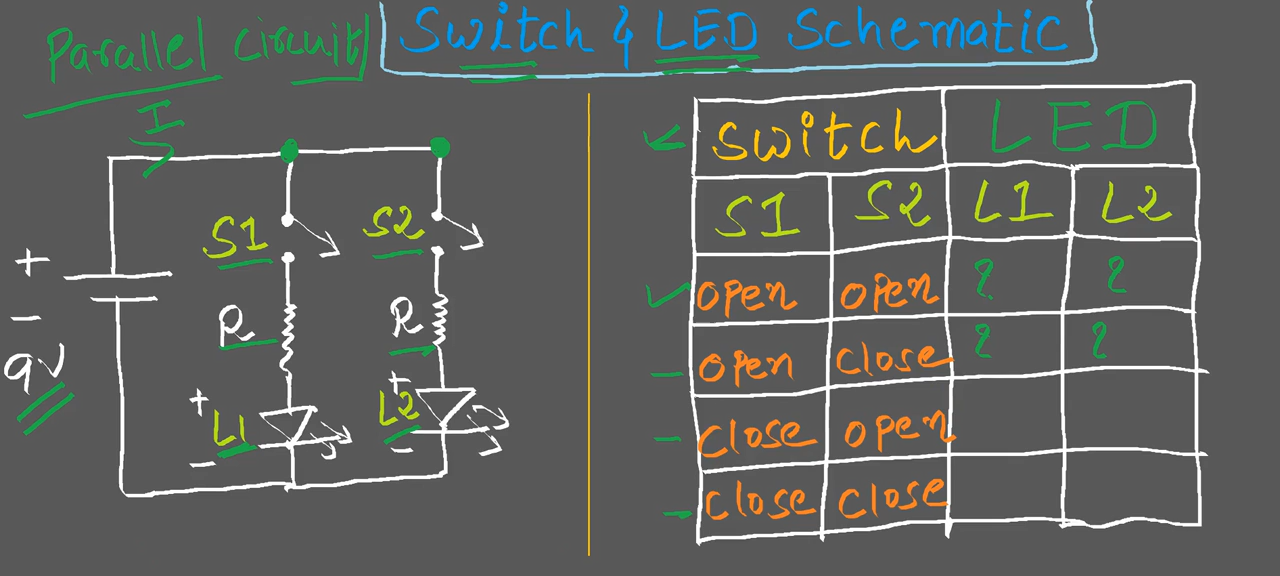 Parallel Circuit
Switch & LED Schematic
I
S1
S2
R
R
+
-
9V
+
L1
-
+
L2
-
Switch LED
S1 S2 L1 L2
open open ? ?
open close ? ?
close open
close close